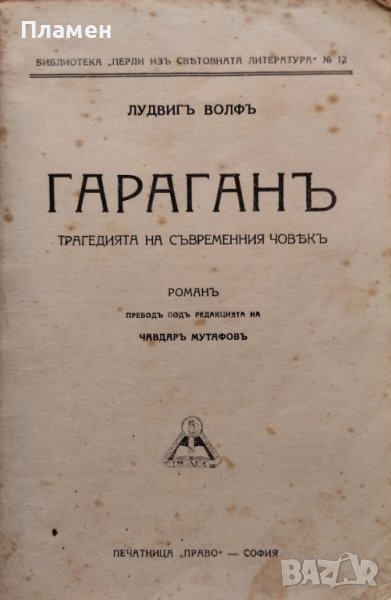 Пламен
БИБЛИОТЕКА „ПЕРЛИ ИЗЪ СВѢТОВНАТА ЛИТЕРАТУРА“ № 12
ЛУДВИГЪ ВОЛФЪ
ГАРАГАНЪ
ТРАГЕДИЯТА НА СЪВРЕМЕННИЯ ЧОВѢКЪ
РОМАНЪ
ПРЕВОДЪ ПОДЪ РЕДАКЦИЯТА НА
ЧАВДАРЪ МУТАФОВЪ
ПЕЧАТНИЦА „ПРАВО“ — СОФИЯ
BAZAR